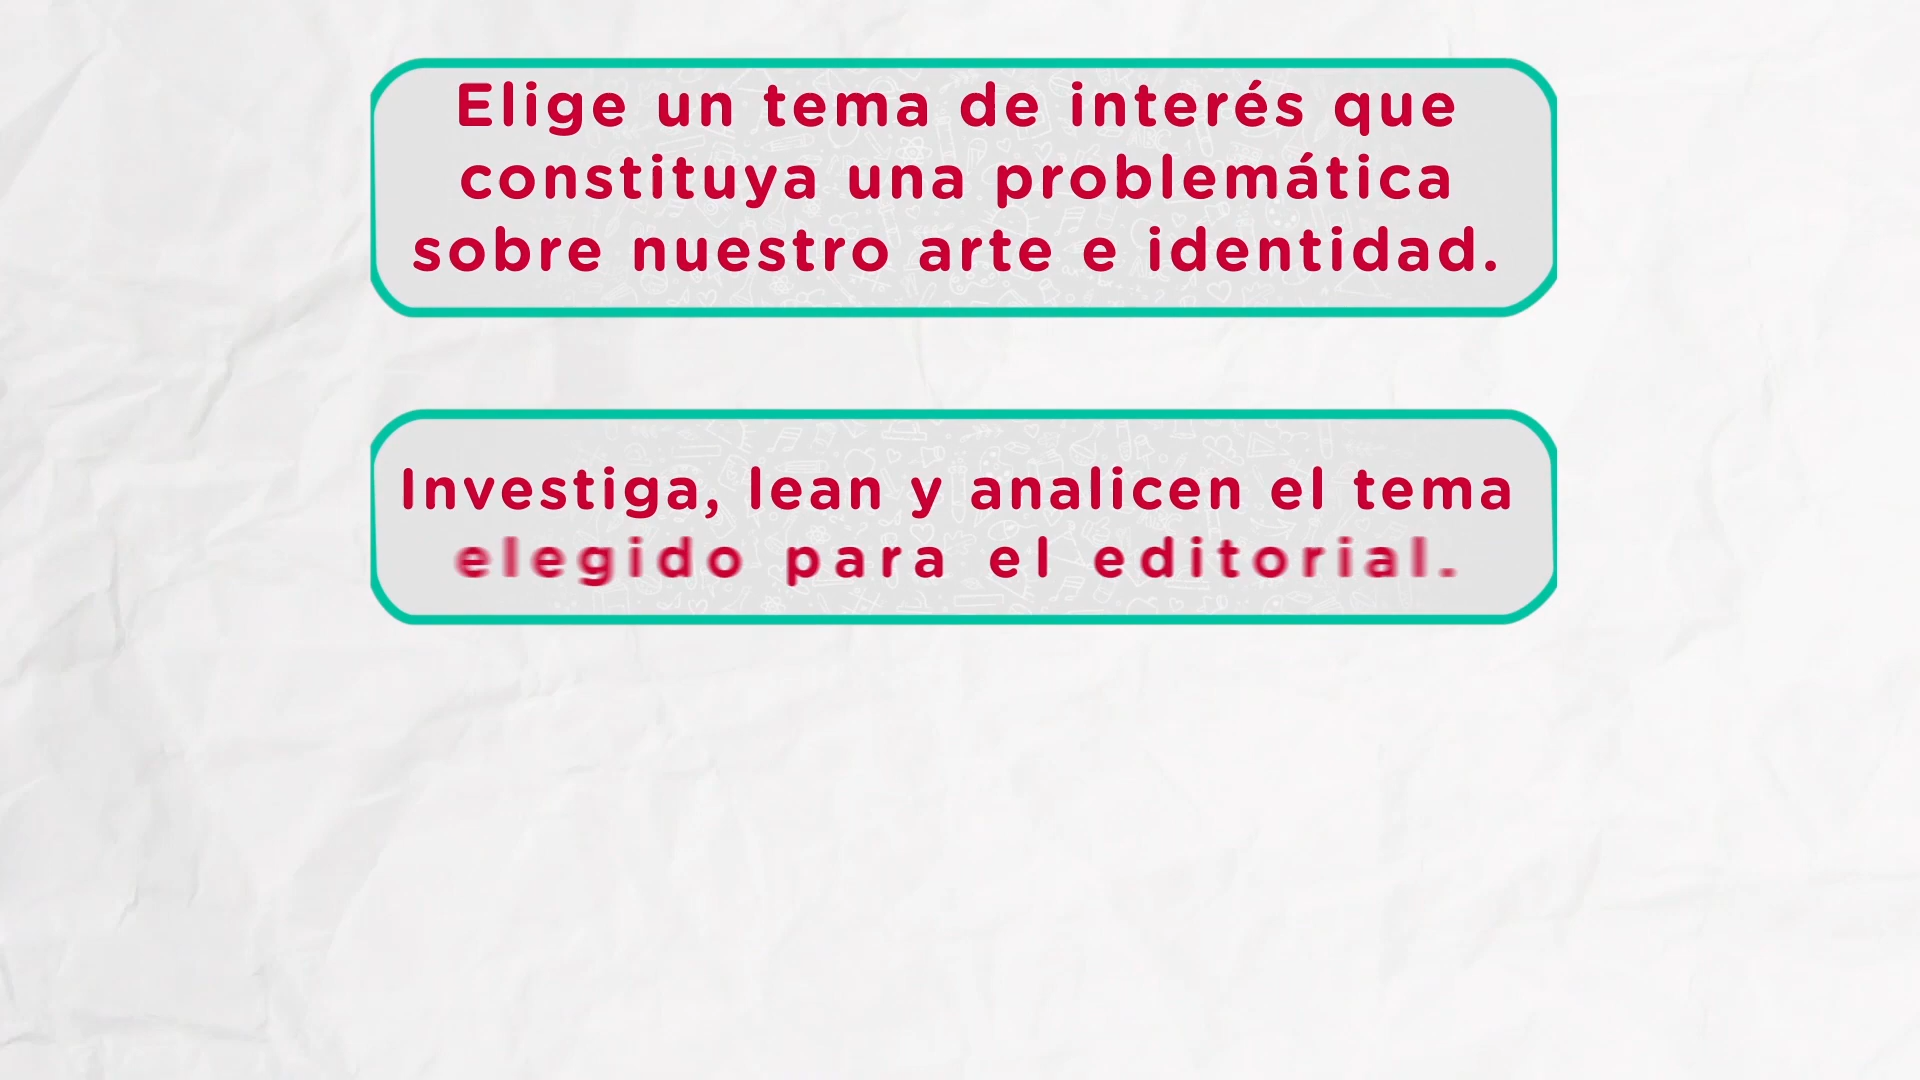 Elige un tema de interés que
constituya una problemática
sobre nuestro arte e identidad.
Investiga, lean y analicen el tema
elegido para el editorial.